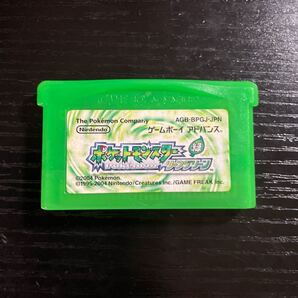 The Pokémon Company
AGB-BPGJ-JPN
Nintendo
ゲームボーイ アドバンス
ポケットモンスター
リーフグリーン
©2004 Pokémon.
©1995-2004 Nintendo/Creatures inc./GAME FREAK inc.